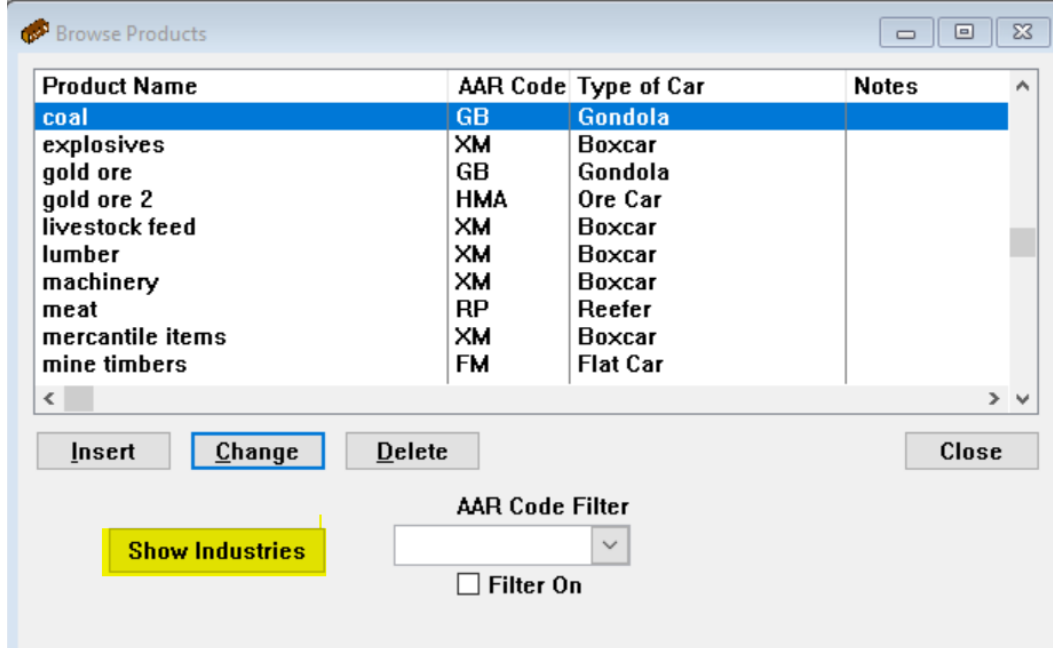 Browse Products
Product Name AAR Code Type of Car Notes
coal GB Gondola
explosives XM Boxcar
gold ore GB Gondola
gold ore 2 HMA Ore Car
livestock feed XM Boxcar
lumber XM Boxcar
machinery XM Boxcar
meat RP Reefer
mercantile items XM Boxcar
mine timbers FM Flat Car
Insert Change Delete Close
AAR Code Filter
Show Industries
Filter On